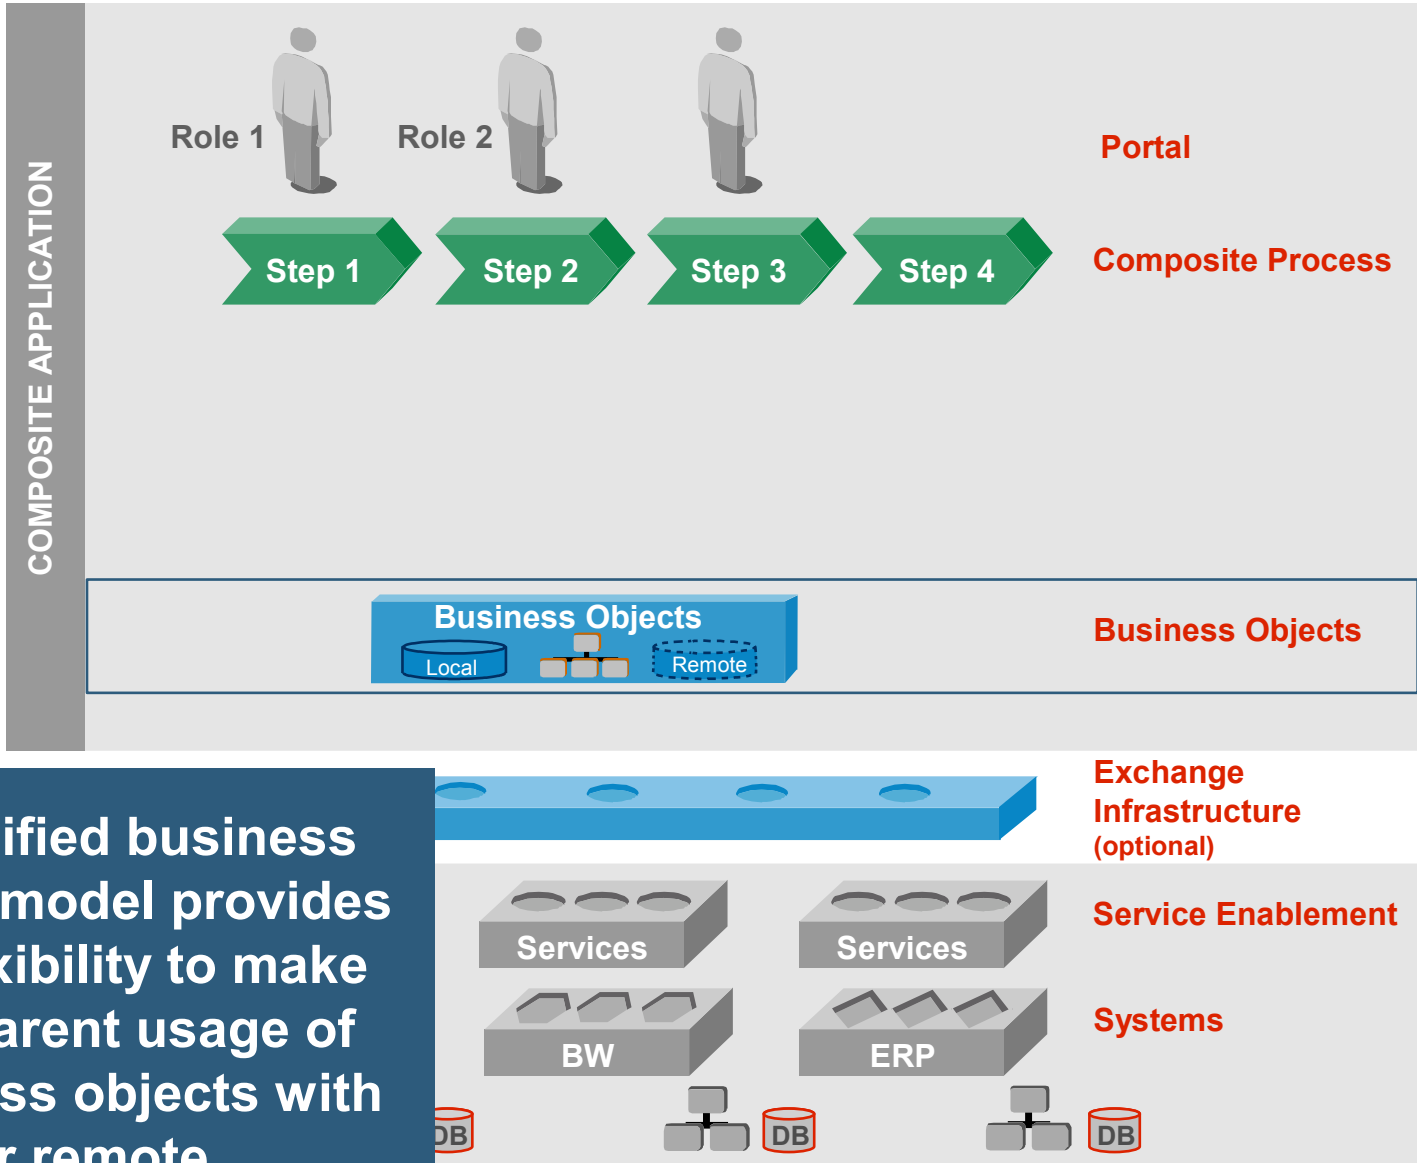 COMPOSITE APPLICATION
Role 1
Role 2
Portal
Step 1
Step 2
Step 3
Step 4
Composite Process
Business Objects
Local
Remote
Business Objects
Exchange
Infrastructure
(optional)
ified business
model provides
xibility to make
arent usage of
ss objects with
r remote
Services
Services
Service Enablement
BW
ERP
Systems
DB
DB
DB